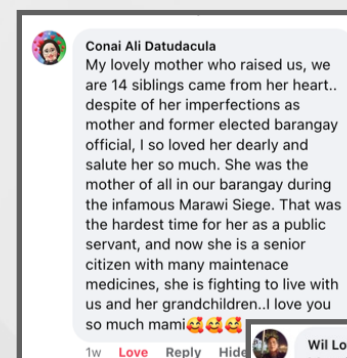 Conai Ali Datudacula
My lovely mother who raised us, we
are 14 siblings came from her heart..
despite of her imperfections as
mother and former elected barangay
official, I so loved her dearly and
salute her so much. She was the
mother of all in our barangay during
the infamous Marawi Siege. That was
the hardest time for her as a public
servant, and now she is a senior
citizen with many maintenace
medicines, she is fighting to live with
us and her grandchildren..I love you
so much mami🥰🥰🥰
1w Love Reply Hide
Wil Lo